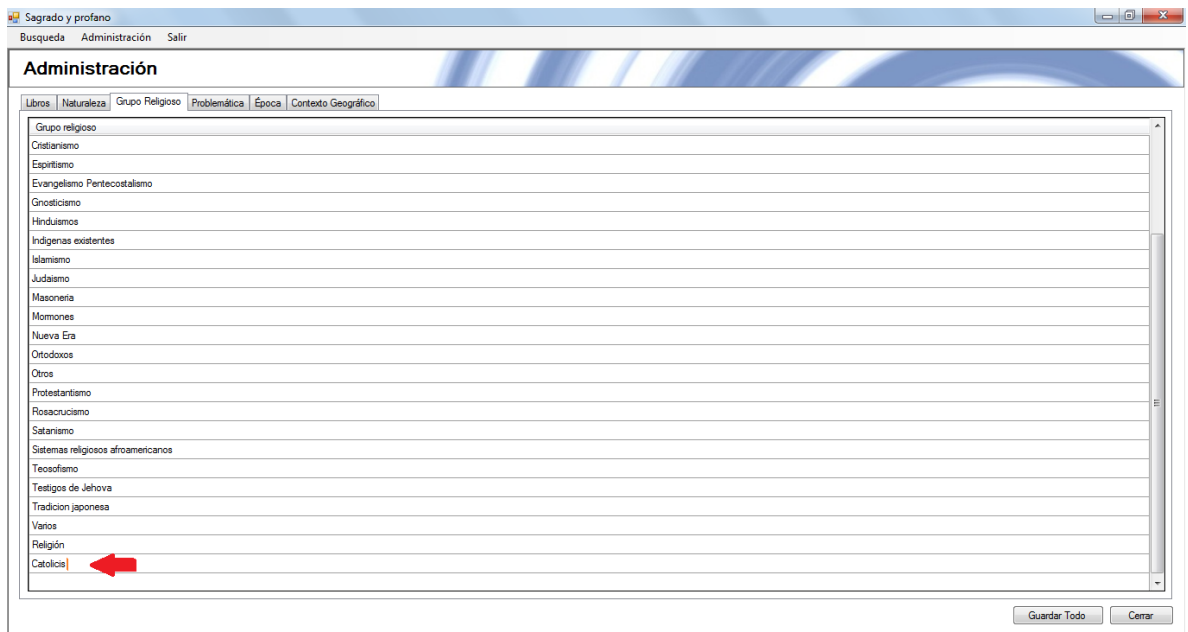 Sagrado y profano
Busqueda Administración Salir
Administración
Libros Naturaleza Grupo Religioso Problemática Época Contexto Geográfico
Grupo religioso
Cristianismo
Espiritismo
Evangelismo Pentecostalismo
Gnosticismo
Hinduismos
Indigenas existentes
Islamismo
Judaismo
Masoneria
Mormones
Nueva Era
Ortodoxos
Otros
Protestantismo
Rosacrucismo
Satanismo
Sistemas religiosos afroamericanos
Teosofismo
Testigos de Jehova
Tradicion japonesa
Varios
Religión
Catolicis
Guardar Todo Cerrar